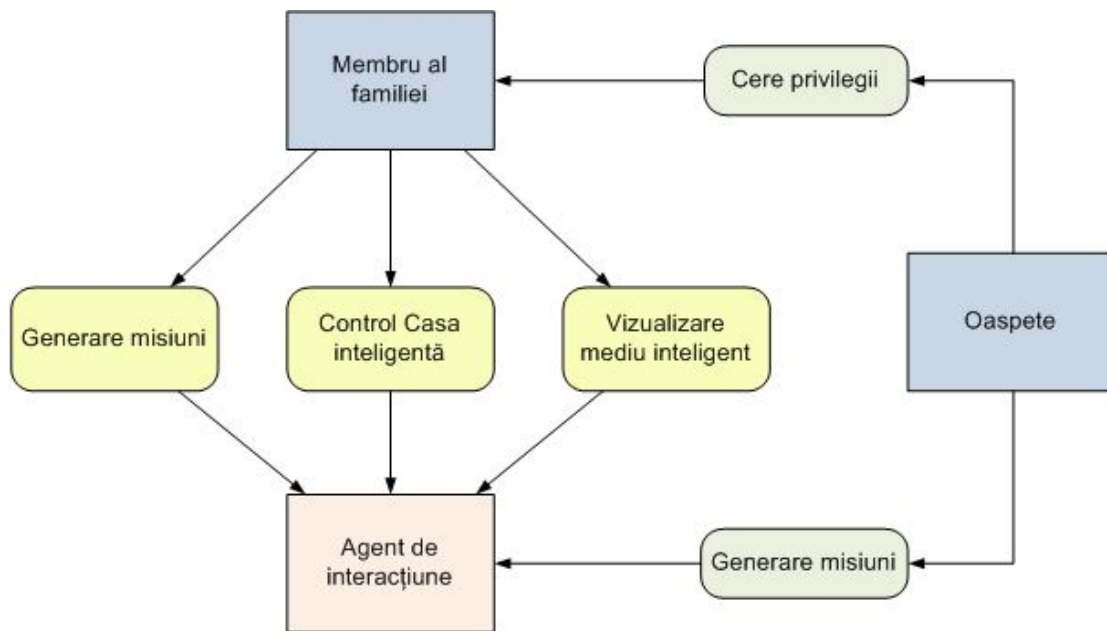 Membru al
familiei
Cere privilegii
Generare misiuni
Control Casa
inteligentă
Vizualizare
mediu inteligent
Oaspete
Agent de
interacțiune
Generare misiuni